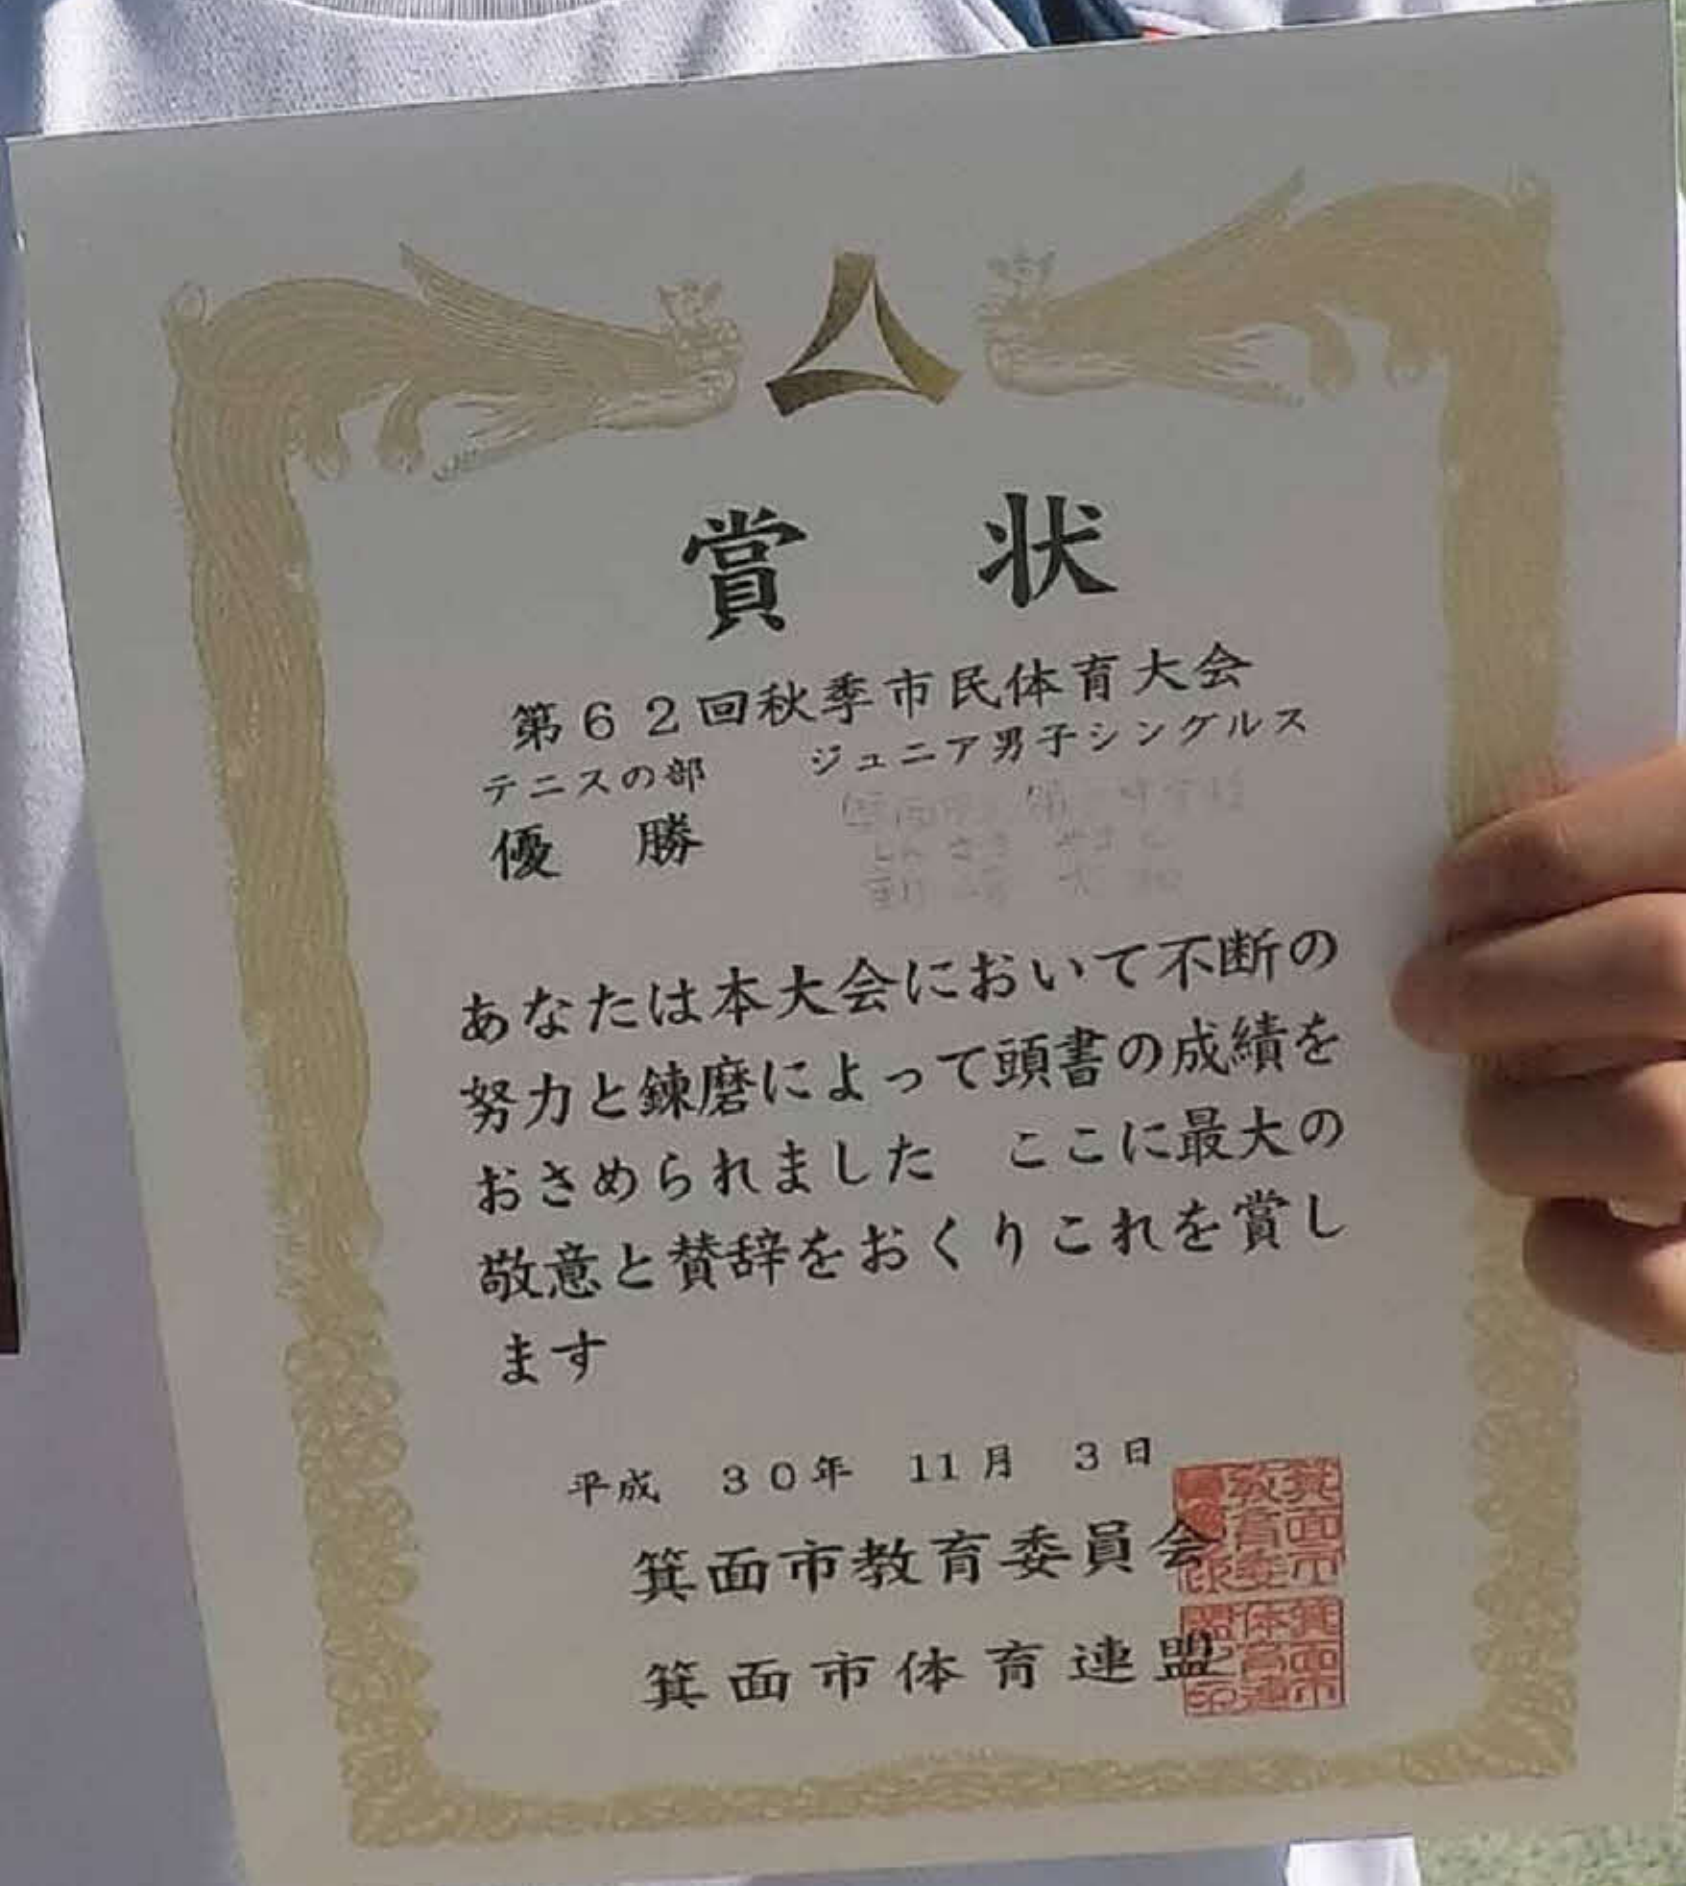 賞 状
第６２回秋季市民体育大会
テニスの部 ジュニア男子シングルス
優 勝
あなたは本大会において不断の
努力と錬磨によって頭書の成績を
おさめられました ここに最大の
敬意と賛辞をおくりこれを賞し
ます
平成 ３０年 11月 ３日
箕面市教育委員会
箕面市体育連盟